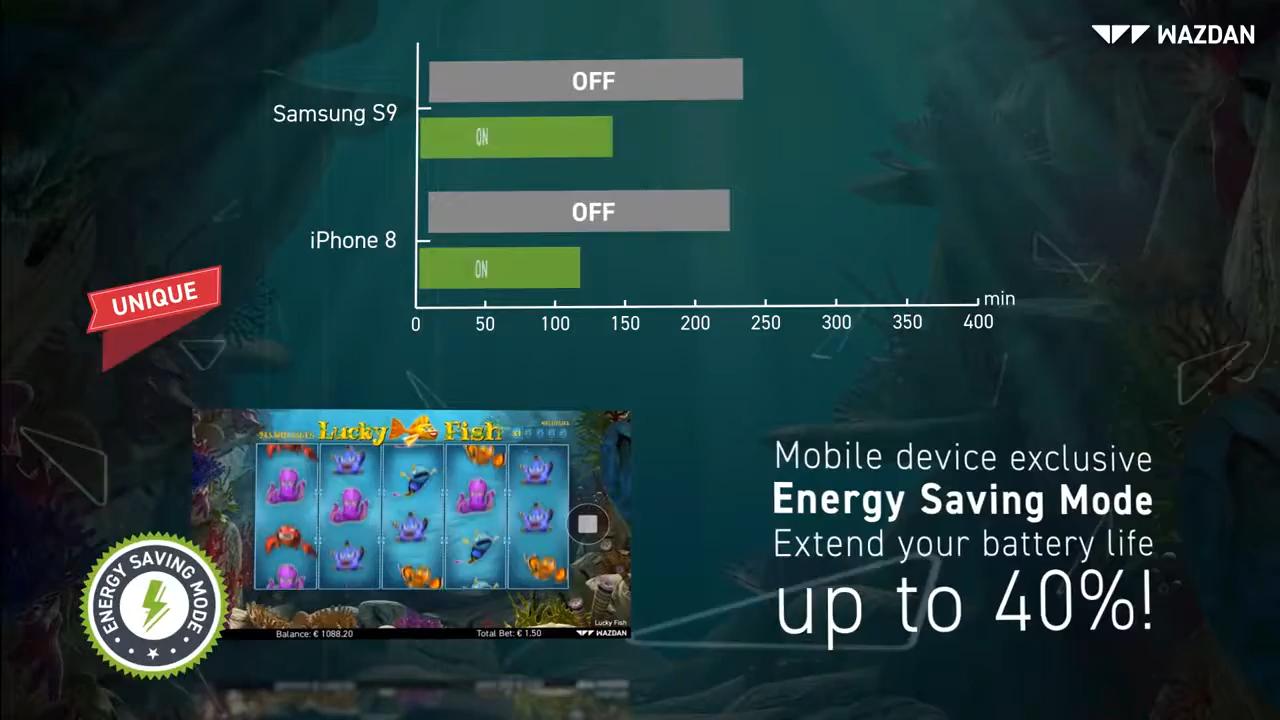 WAZDAN
OFF
Samsung S9
ON
OFF
iPhone 8
ON
min
0 50 100 150 200 250 300 350 400
UNIQUE
Lucky Fish
Mobile device exclusive
Energy Saving Mode
Extend your battery life
up to 40%!
ENERGY SAVING MODE
Lucky Fish
Balance: € 1088.20
Total Bet: € 1.50
WAZDAN